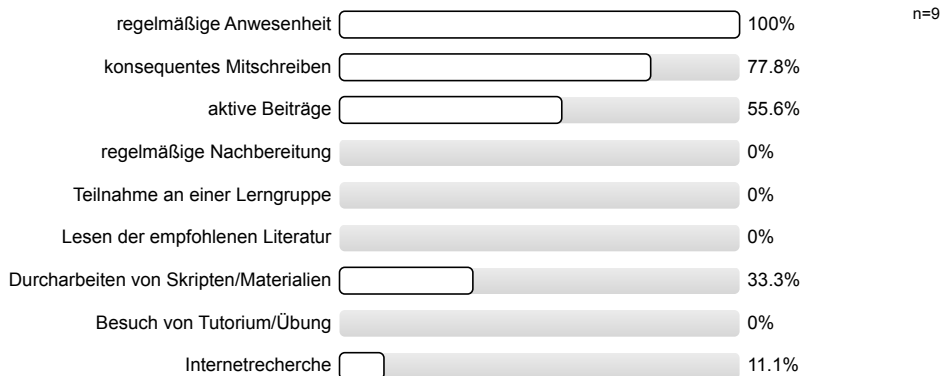 regelmäßige Anwesenheit 100% n=9
konsequentes Mitschreiben 77.8%
aktive Beiträge 55.6%
regelmäßige Nachbereitung 0%
Teilnahme an einer Lerngruppe 0%
Lesen der empfohlenen Literatur 0%
Durcharbeiten von Skripten/Materialien 33.3%
Besuch von Tutorium/Übung 0%
Internetrecherche 11.1%